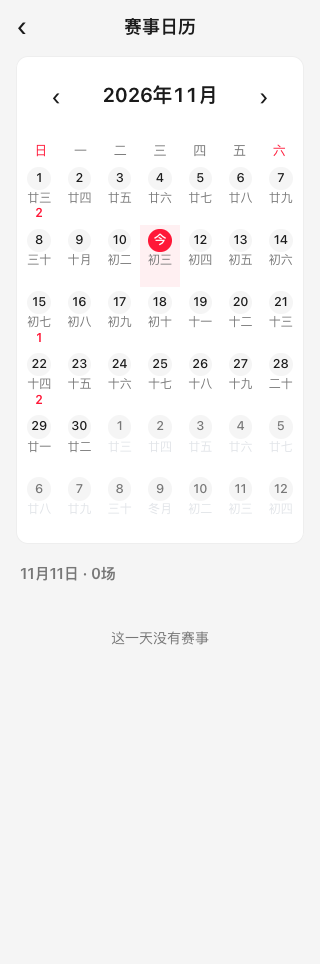 ‹ 赛事日历
‹ 2026年11月 ›
日 一 二 三 四 五 六
1 2 3 4 5 6 7
廿三 廿四 廿五 廿六 廿七 廿八 廿九
2
8 9 10 今 12 13 14
三十 十月 初二 初三 初四 初五 初六
15 16 17 18 19 20 21
初七 初八 初九 初十 十一 十二 十三
1
22 23 24 25 26 27 28
十四 十五 十六 十七 十八 十九 二十
2
29 30 1 2 3 4 5
廿一 廿二 廿三 廿四 廿五 廿六 廿七
6 7 8 9 10 11 12
廿八 廿九 三十 冬月 初二 初三 初四
11月11日 · 0场
这一天没有赛事